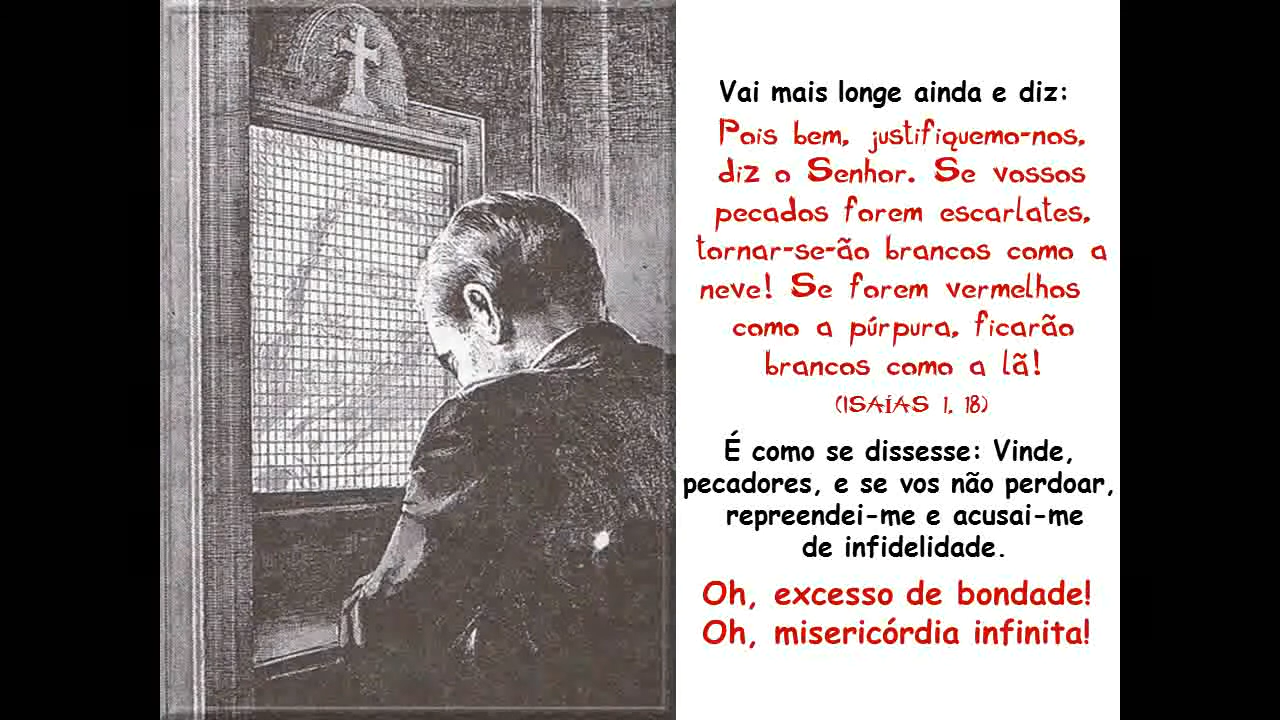 Vai mais longe ainda e diz:
Pois bem, justifiquemo-nos,
diz o Senhor. Se vossos
pecados forem escarlates,
tornar-se-ão brancos como a
neve! Se forem vermelhos
como a púrpura, ficarão
brancos como a lã!
(ISAÍAS 1, 18)
É como se dissesse: Vinde,
pecadores, e se vos não perdoar,
repreendei-me e acusai-me
de infidelidade.
Oh, excesso de bondade!
Oh, misericórdia infinita!